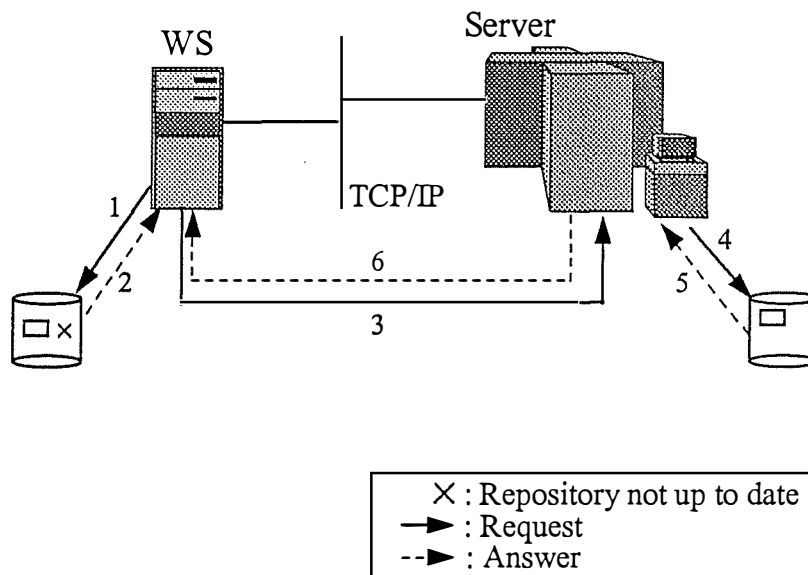 WS
Server
TCP/IP
1
2
6
3
5
4
× : Repository not up to date
: Request
: Answer